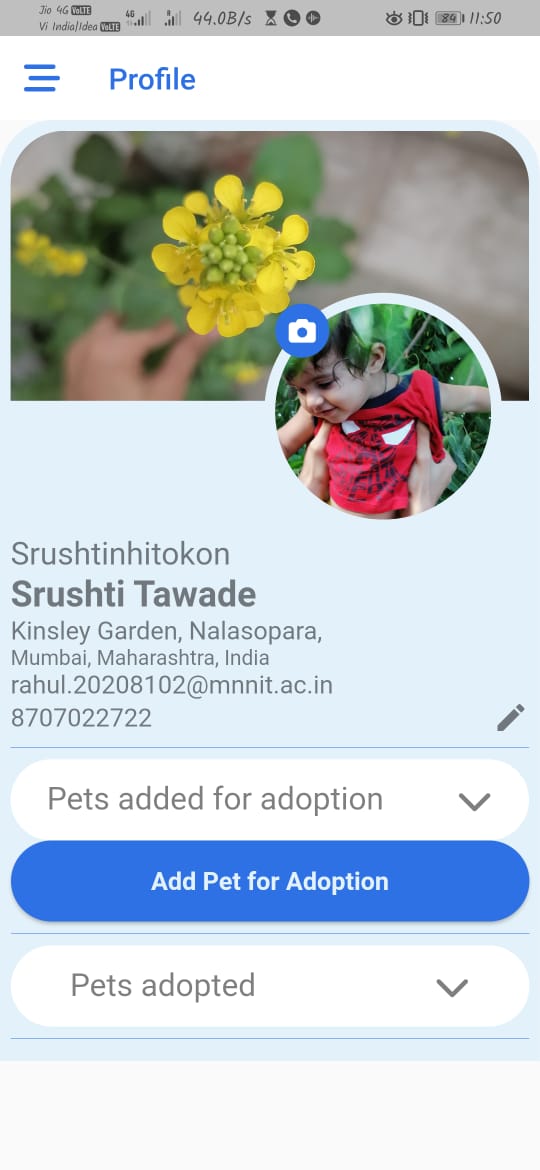 Jio 4G VoLTE
Vi India|Idea VoLTE
4G
R
44.0B/s
84
11:50
Profile
Srushtinhitokon
Srushti Tawade
Kinsley Garden, Nalasopara,
Mumbai, Maharashtra, India
rahul.20208102@mnnit.ac.in
8707022722
Pets added for adoption
Add Pet for Adoption
Pets adopted